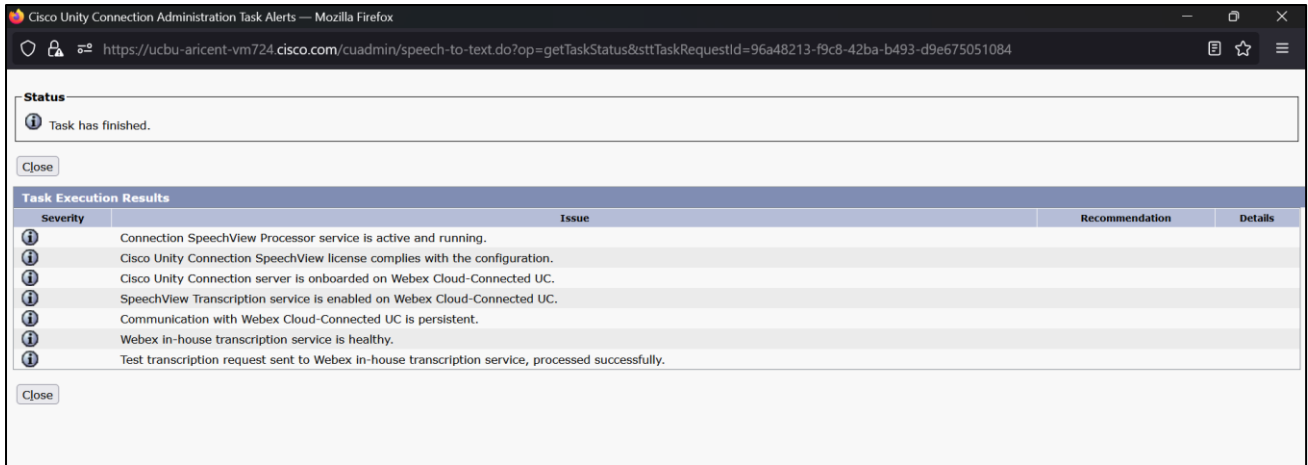 Cisco Unity Connection Administration Task Alerts — Mozilla Firefox
https://ucbu-aricent-vm724.cisco.com/cuadmin/speech-to-text.do?op=getTaskStatus&sttTaskRequestId=96a48213-f9c8-42ba-b493-d9e675051084
Status
Task has finished.
Close
Task Execution Results
Severity Issue Recommendation Details
Connection SpeechView Processor service is active and running.
Cisco Unity Connection SpeechView license complies with the configuration.
Cisco Unity Connection server is onboarded on Webex Cloud-Connected UC.
SpeechView Transcription service is enabled on Webex Cloud-Connected UC.
Communication with Webex Cloud-Connected UC is persistent.
Webex in-house transcription service is healthy.
Test transcription request sent to Webex in-house transcription service, processed successfully.
Close